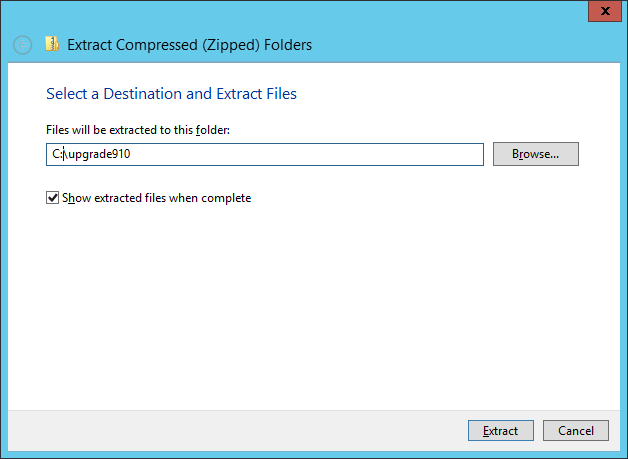 Extract Compressed (Zipped) Folders
Select a Destination and Extract Files
Files will be extracted to this folder:
C:\upgrade910
Browse...
Show extracted files when complete
Extract
Cancel